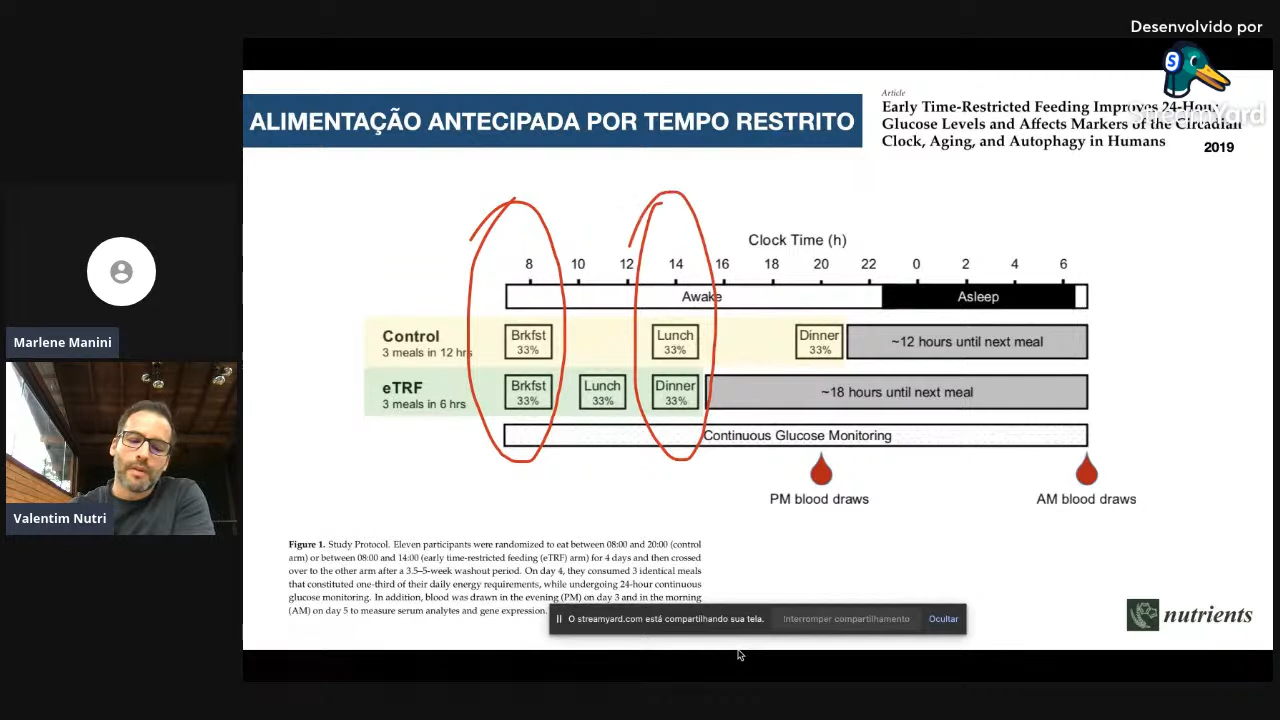 Desenvolvido por
S
StreamYard
ALIMENTAÇÃO ANTECIPADA POR TEMPO RESTRITO
Article
Early Time-Restricted Feeding Improves 24-Hour
Glucose Levels and Affects Markers of the Circadian
Clock, Aging, and Autophagy in Humans
2019
Clock Time (h)
8 10 12 14 16 18 20 22 0 2 4 6
Awake Asleep
Control
3 meals in 12 hrs
Brkfst
33%
Lunch
33%
Dinner
33%
~12 hours until next meal
eTRF
3 meals in 6 hrs
Brkfst
33%
Lunch
33%
Dinner
33%
~18 hours until next meal
Continuous Glucose Monitoring
PM blood draws
AM blood draws
Marlene Manini
Valentim Nutri
Figure 1. Study Protocol. Eleven participants were randomized to eat between 08:00 and 20:00 (control
arm) or between 08:00 and 14:00 (early time-restricted feeding (eTRF) arm) for 4 days and then crossed
over to the other arm after a 3.5–5-week washout period. On day 4, they consumed 3 identical meals
that constituted one-third of their daily energy requirements, while undergoing 24-hour continuous
glucose monitoring. In addition, blood was drawn in the evening (PM) on day 3 and in the morning
(AM) on day 5 to measure serum analytes and gene expression.
O streamyard.com está compartilhando sua tela.
Interromper compartilhamento
Ocultar
nutrients